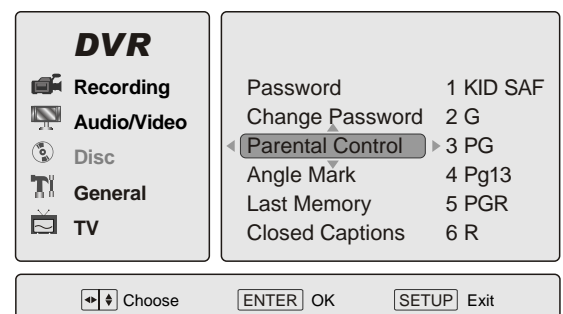 DVR
Recording
Audio/Video
Disc
General
TV
Password 1 KID SAF
Change Password 2 G
Parental Control 3 PG
Angle Mark 4 Pg13
Last Memory 5 PGR
Closed Captions 6 R
Choose ENTER OK SETUP Exit